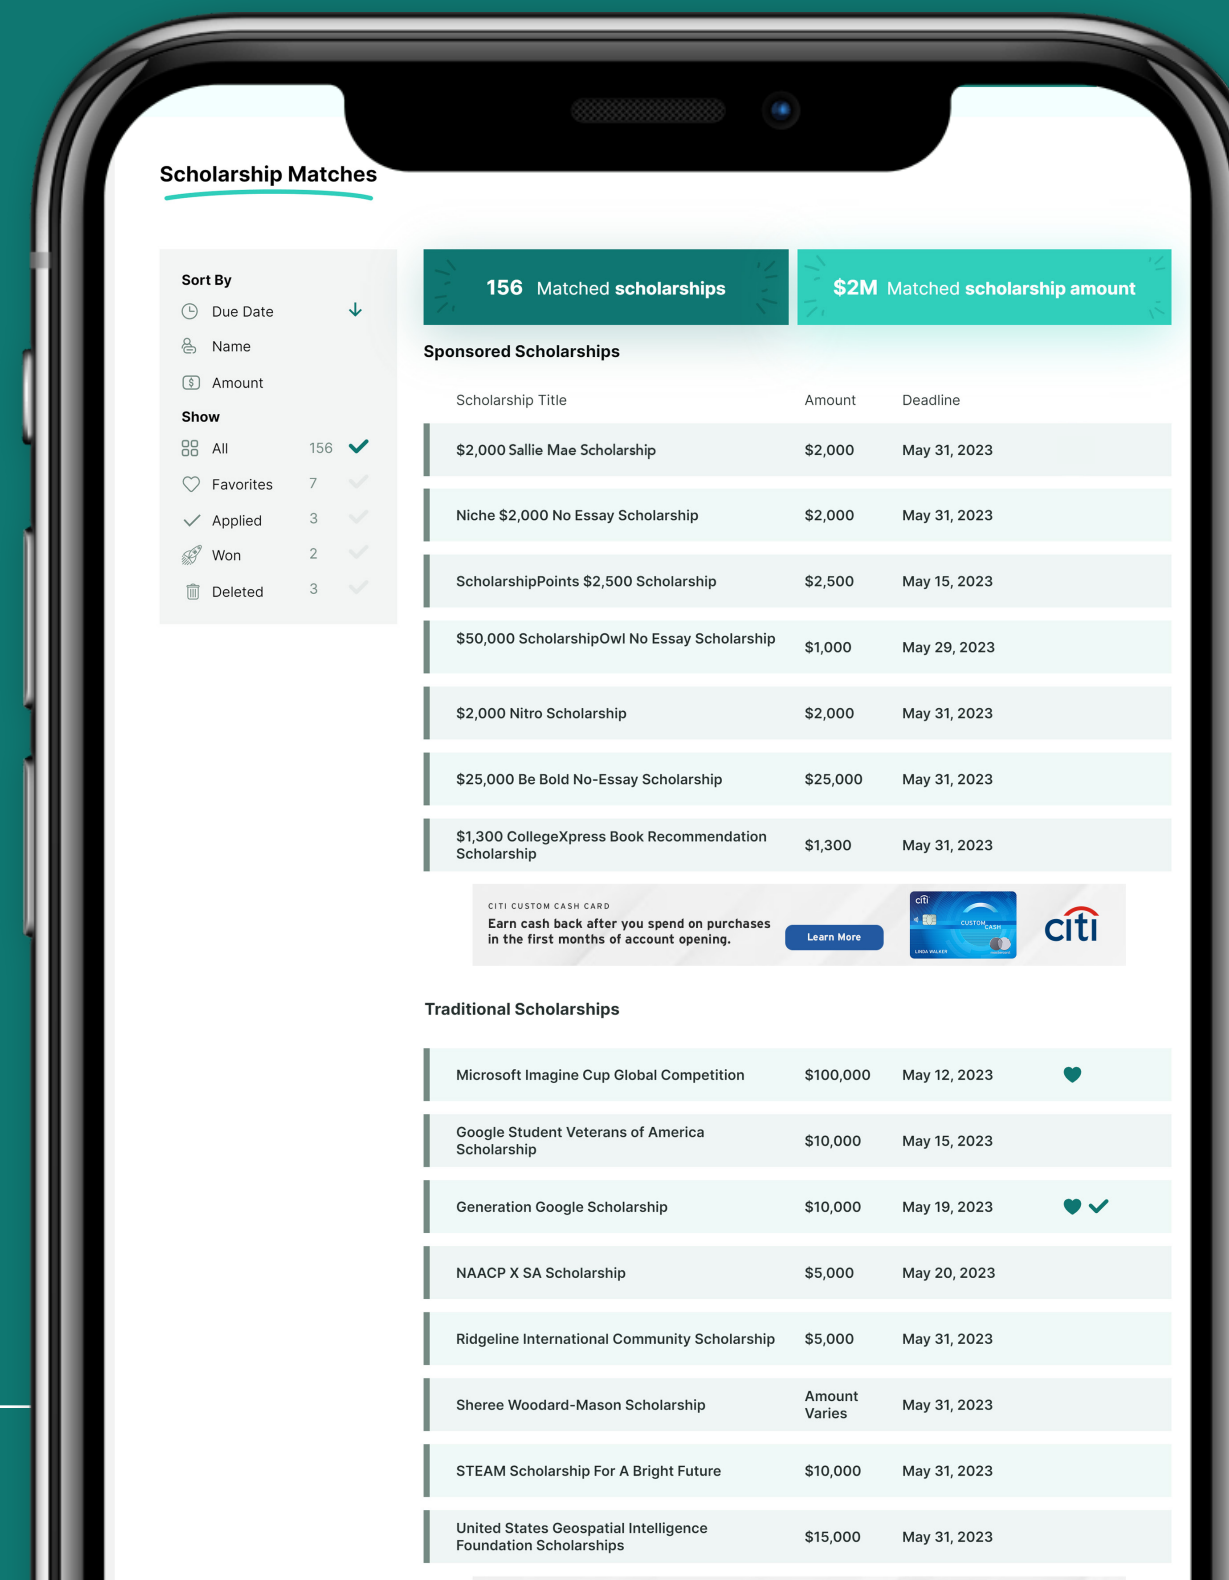 Scholarship Matches
Sort By
Due Date
Name
Amount
Show
All 156
Favorites 7
Applied 3
Won 2
Deleted 3
156 Matched scholarships
$2M Matched scholarship amount
Sponsored Scholarships
Scholarship Title Amount Deadline
$2,000 Sallie Mae Scholarship $2,000 May 31, 2023
Niche $2,000 No Essay Scholarship $2,000 May 31, 2023
ScholarshipPoints $2,500 Scholarship $2,500 May 15, 2023
$50,000 ScholarshipOwl No Essay Scholarship $1,000 May 29, 2023
$2,000 Nitro Scholarship $2,000 May 31, 2023
$25,000 Be Bold No-Essay Scholarship $25,000 May 31, 2023
$1,300 CollegeXpress Book Recommendation
Scholarship
$1,300 May 31, 2023
CITI CUSTOM CASH CARD
Earn cash back after you spend on purchases
in the first months of account opening.
Learn More
citi
CUSTOM
CASH
LINDA WALKER
citi
Traditional Scholarships
Microsoft Imagine Cup Global Competition $100,000 May 12, 2023
Google Student Veterans of America
Scholarship
$10,000 May 15, 2023
Generation Google Scholarship $10,000 May 19, 2023
NAACP X SA Scholarship $5,000 May 20, 2023
Ridgeline International Community Scholarship $5,000 May 31, 2023
Sheree Woodard-Mason Scholarship
Amount
Varies
May 31, 2023
STEAM Scholarship For A Bright Future $10,000 May 31, 2023
United States Geospatial Intelligence
Foundation Scholarships
$15,000 May 31, 2023